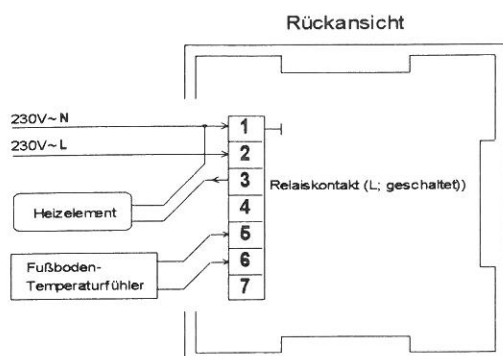 Rückansicht
230V~ N
230V~ L
1
2
3
4
5
6
7
Relaiskontakt (L; geschaltet))
Heizelement
Fußboden-
Temperaturfühler